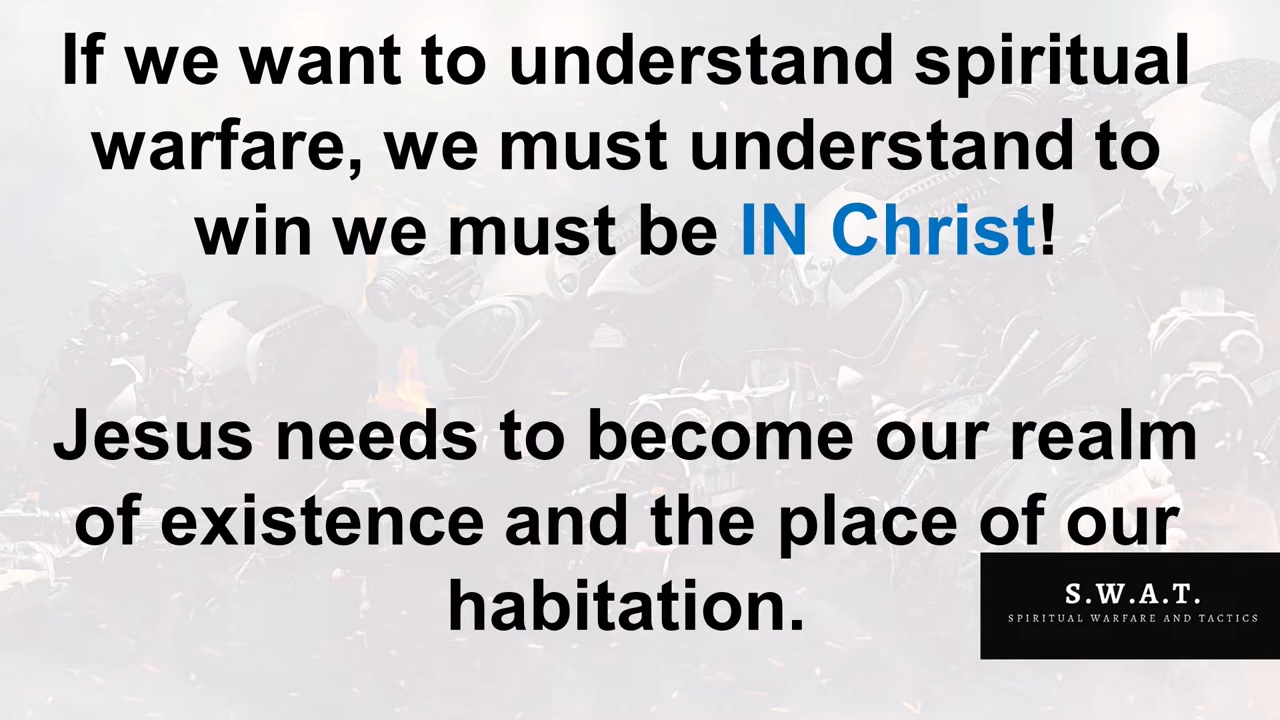 If we want to understand spiritual
warfare, we must understand to
win we must be IN Christ!
Jesus needs to become our realm
of existence and the place of our
habitation.
S.W.A.T.
SPIRITUAL WARFARE AND TACTICS